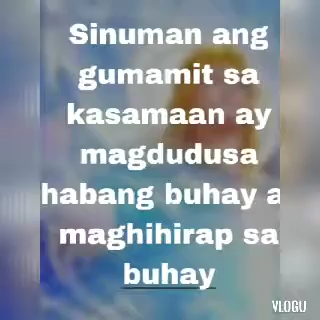 Sinuman ang
gumamit sa
kasamaan ay
magdudusa
habang buhay a
maghihirap sa
buhay
VLOGU